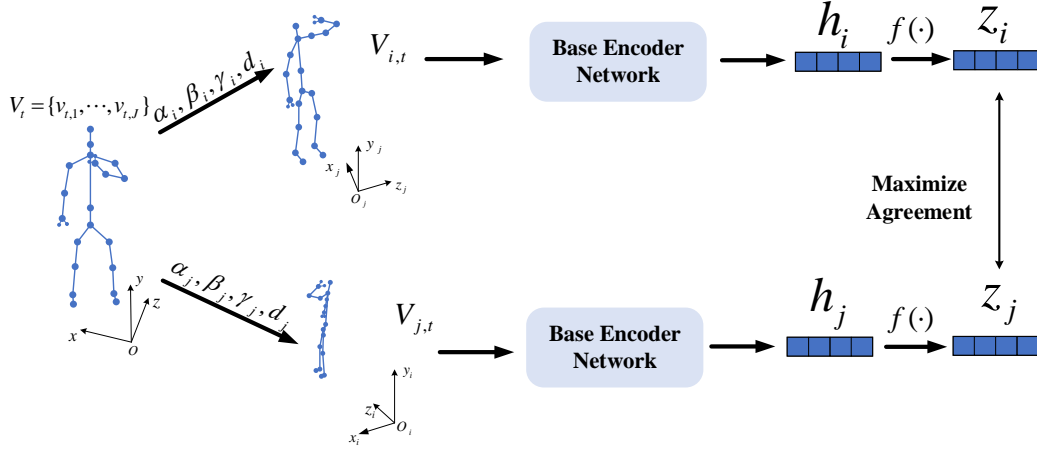 V_t = {v_{t,1}, ⋯, v_{t,J}}
α_i, β_i, γ_i, d_i
V_{i,t}
Base Encoder
Network
h_i
f(·)
z_i
y_j
x_j
z_j
o_j
Maximize
Agreement
y
z
x
o
α_j, β_j, γ_j, d_j
V_{j,t}
Base Encoder
Network
h_j
f(·)
z_j
y_i
z_i
x_i
o_i